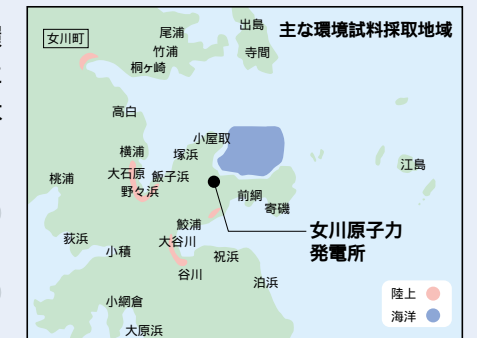 主な環境試料採取地域
女川町
尾浦
竹浦
桐ヶ崎
出島
寺間
高白
小屋取
横浦
塚浜
大石原
飯子浜
野々浜
桃浦
前網
寄磯
江島
鮫浦
女川原子力
発電所
荻浜
小積
大谷川
祝浜
谷川
泊浜
小網倉
大原浜
陸上
海洋